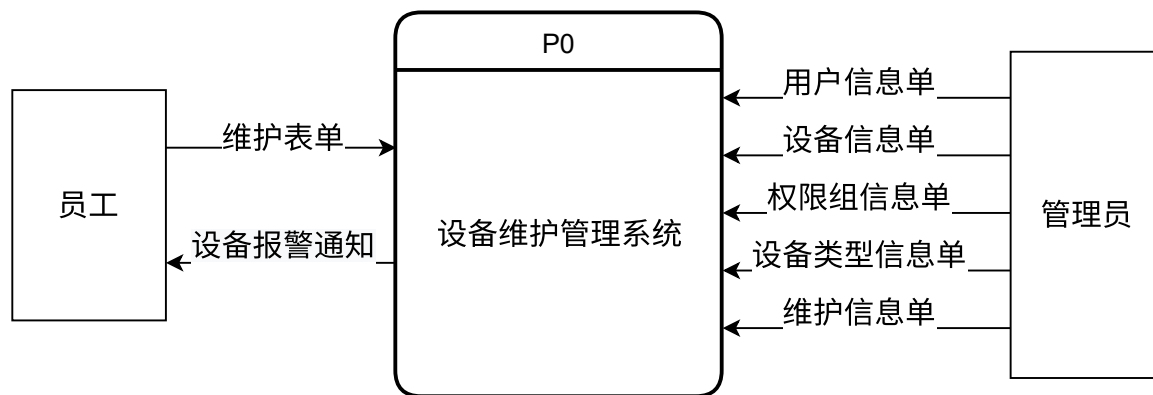 P0
用户信息单
维护表单
设备信息单
员工
权限组信息单
管理员
设备维护管理系统
设备报警通知
设备类型信息单
维护信息单